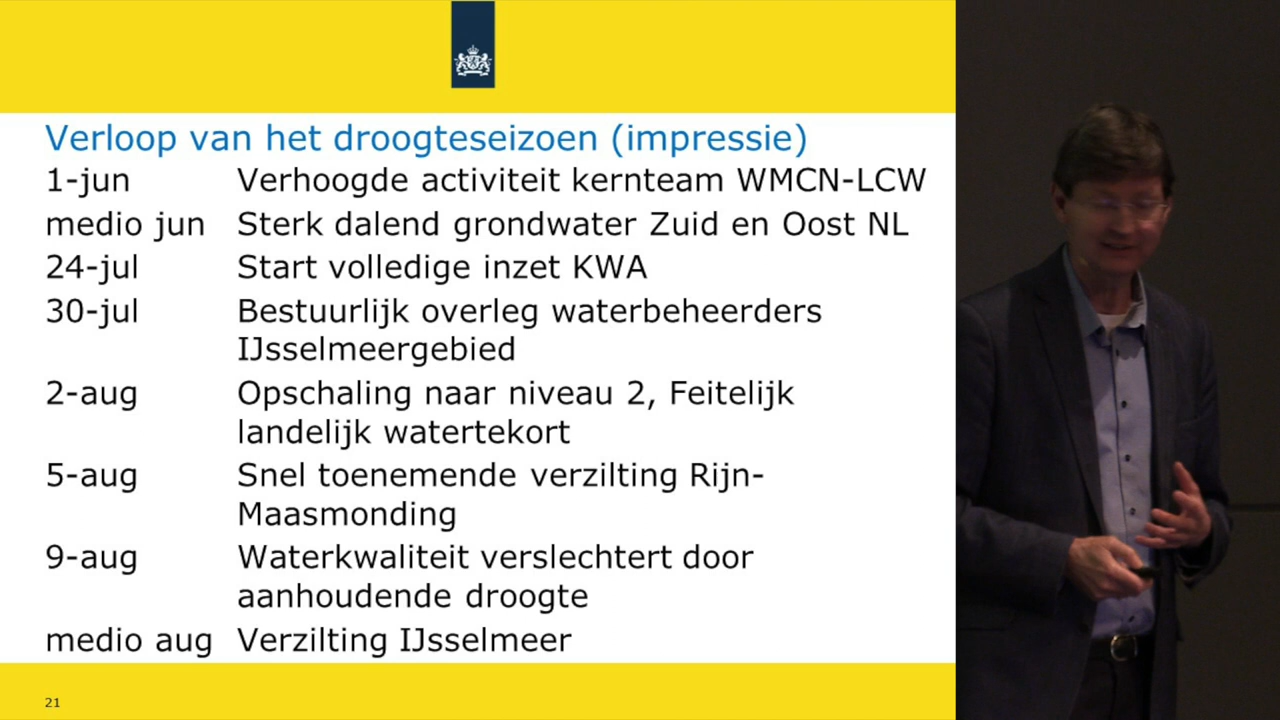 Verloop van het droogteseizoen (impressie)
1-jun Verhoogde activiteit kernteam WMCN-LCW
medio jun Sterk dalend grondwater Zuid en Oost NL
24-jul Start volledige inzet KWA
30-jul Bestuurlijk overleg waterbeheerders
IJsselmeergebied
2-aug Opschaling naar niveau 2, Feitelijk
landelijk watertekort
5-aug Snel toenemende verzilting Rijn-
Maasmonding
9-aug Waterkwaliteit verslechtert door
aanhoudende droogte
medio aug Verzilting IJsselmeer
21